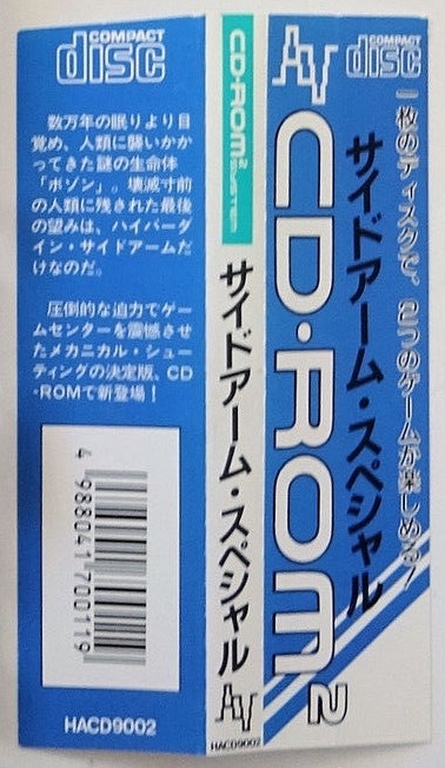 COMPACT
disc
数万年の眠りより目
覚め、人類に襲いかか
ってきた謎の生命体
「ボゾン」。壊滅寸前
の人類に残された最後
の望みは、ハイパーダ
イン・サイドアームだ
けなのだ。
圧倒的な迫力でゲー
ムセンターを震撼させ
たメカニカル・シュー
ティングの決定版、CD
・ROMで新登場!
4 988041 700119
HACD9002
CD・ROM2 SYSTEM
サイドアーム・スペシャル
AV
HACD9002
AV
CD・ROM2
COMPACT
disc
サイドアーム・スペシャル
一枚のディスクで、2つのゲームが楽しめる!